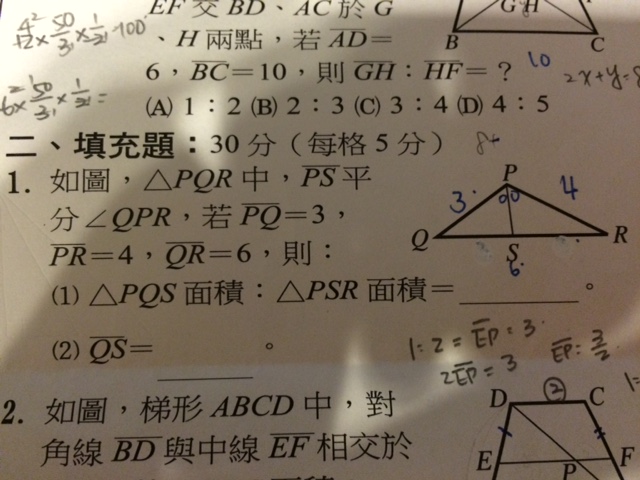 EF 交 BD、AC 於 G
、H 兩點，若 AD＝
6，BC＝10，則 GH：HF＝？
(A) 1：2 (B) 2：3 (C) 3：4 (D) 4：5
G H
B C
10
2x+y=
二、填充題：30 分（每格 5 分）
1. 如圖，△PQR 中，PS 平
分∠QPR，若 PQ＝3，
PR＝4，QR＝6，則：
(1) △PQS 面積：△PSR 面積＝________。
(2) QS＝________。
P
3 4
Q S R
6
1:2=EP:3
2EP=3
EP=3/2
2. 如圖，梯形 ABCD 中，對
角線 BD 與中線 EF 相交於
D ② C
E P F